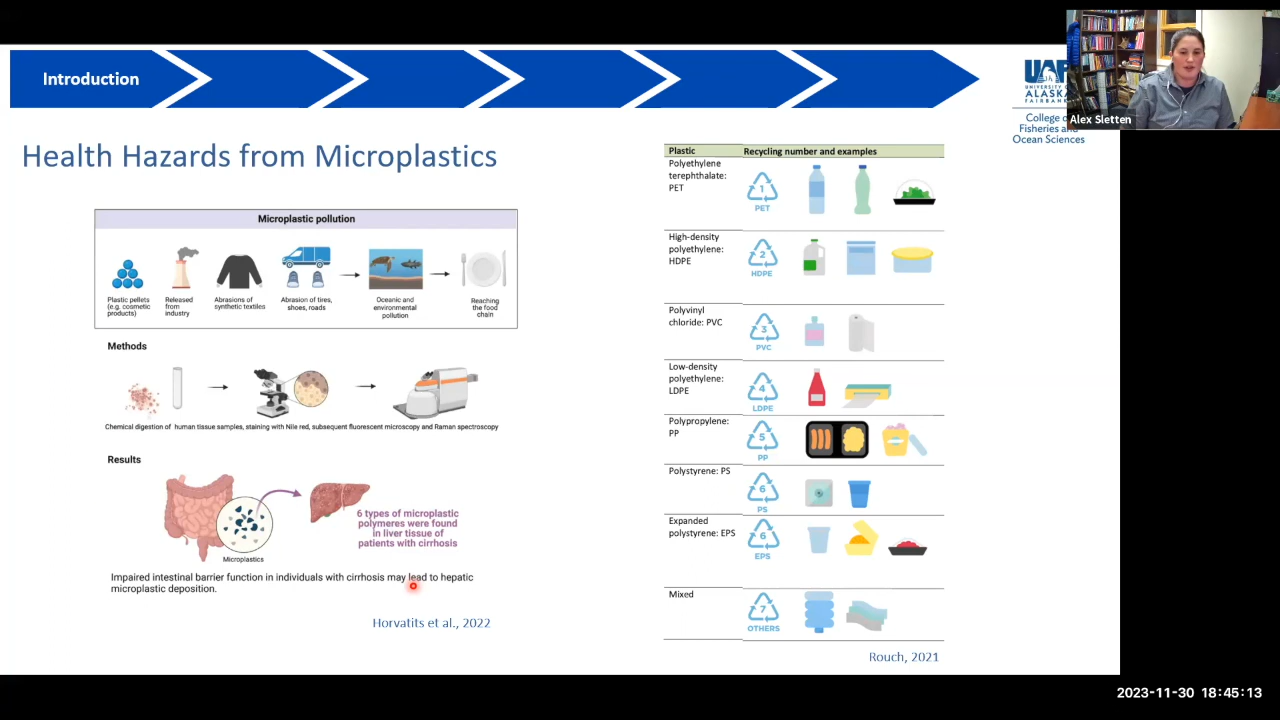 Introduction
UAF
UNIVERSITY OF
ALASKA
FAIRBANKS
College of
Fisheries and
Ocean Sciences
Alex Sletten
Health Hazards from Microplastics
Microplastic pollution
Plastic pellets
(e.g. cosmetic
products)
Released
from
industry
Abrasions of
synthetic textiles
Abrasion of tires,
shoes, roads
Oceanic and
environmental
pollution
Reaching
the food
chain
Methods
Chemical digestion of human tissue samples, staining with Nile red, subsequent fluorescent microscopy and Raman spectroscopy
Results
Microplastics
6 types of microplastic
polymeres were found
in liver tissue of
patients with cirrhosis
Impaired intestinal barrier function in individuals with cirrhosis may lead to hepatic
microplastic deposition.
Horvatits et al., 2022
Plastic Recycling number and examples
Polyethylene
terephthalate:
PET
1
PET
High-density
polyethylene:
HDPE
2
HDPE
Polyvinyl
chloride: PVC
3
PVC
Low-density
polyethylene:
LDPE
4
LDPE
Polypropylene:
PP
5
PP
Polystyrene: PS
6
PS
Expanded
polystyrene: EPS
6
EPS
Mixed
7
OTHERS
Rouch, 2021
2023-11-30 18:45:13